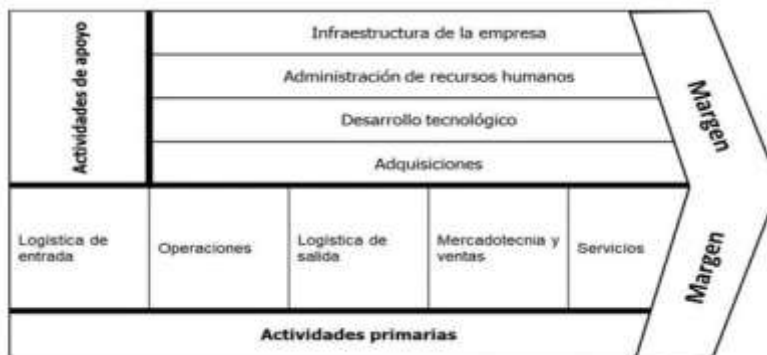 Actividades de apoyo
Infraestructura de la empresa
Administración de recursos humanos
Desarrollo tecnológico
Adquisiciones
Margen
Logística de
entrada
Operaciones
Logística de
salida
Mercadotecnia y
ventas
Servicios
Margen
Actividades primarias